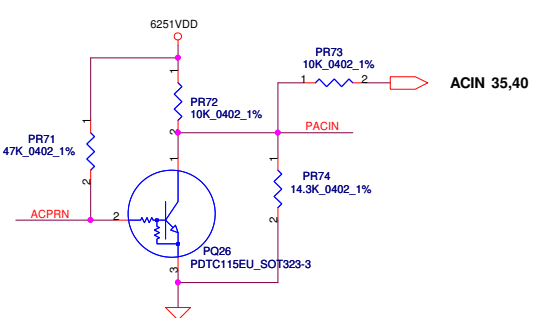 6251VDD
PR73
10K_0402_1%
1
2
ACIN 35,40
1
PR72
10K_0402_1%
2
PACIN
1
PR71
47K_0402_1%
2
1
1
PR74
14.3K_0402_1%
2
ACPRN
2
PQ26
PDTC115EU_SOT323-3
3